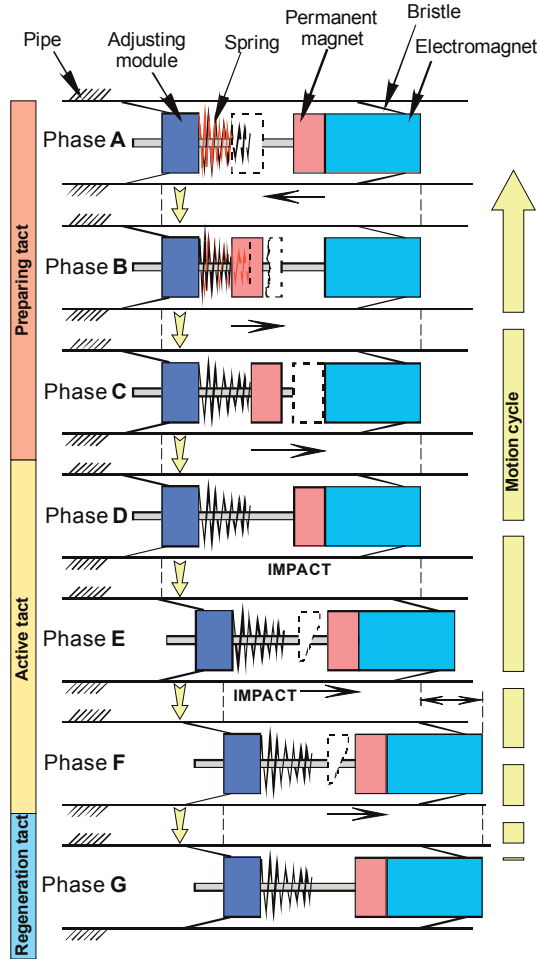 Pipe
Adjusting
module
Spring
Permanent
magnet
Bristle
Electromagnet
Phase A
Phase B
Phase C
Phase D
IMPACT
Phase E
IMPACT
Phase F
Phase G
Preparing tact
Active tact
Regeneration tact
Motion cycle